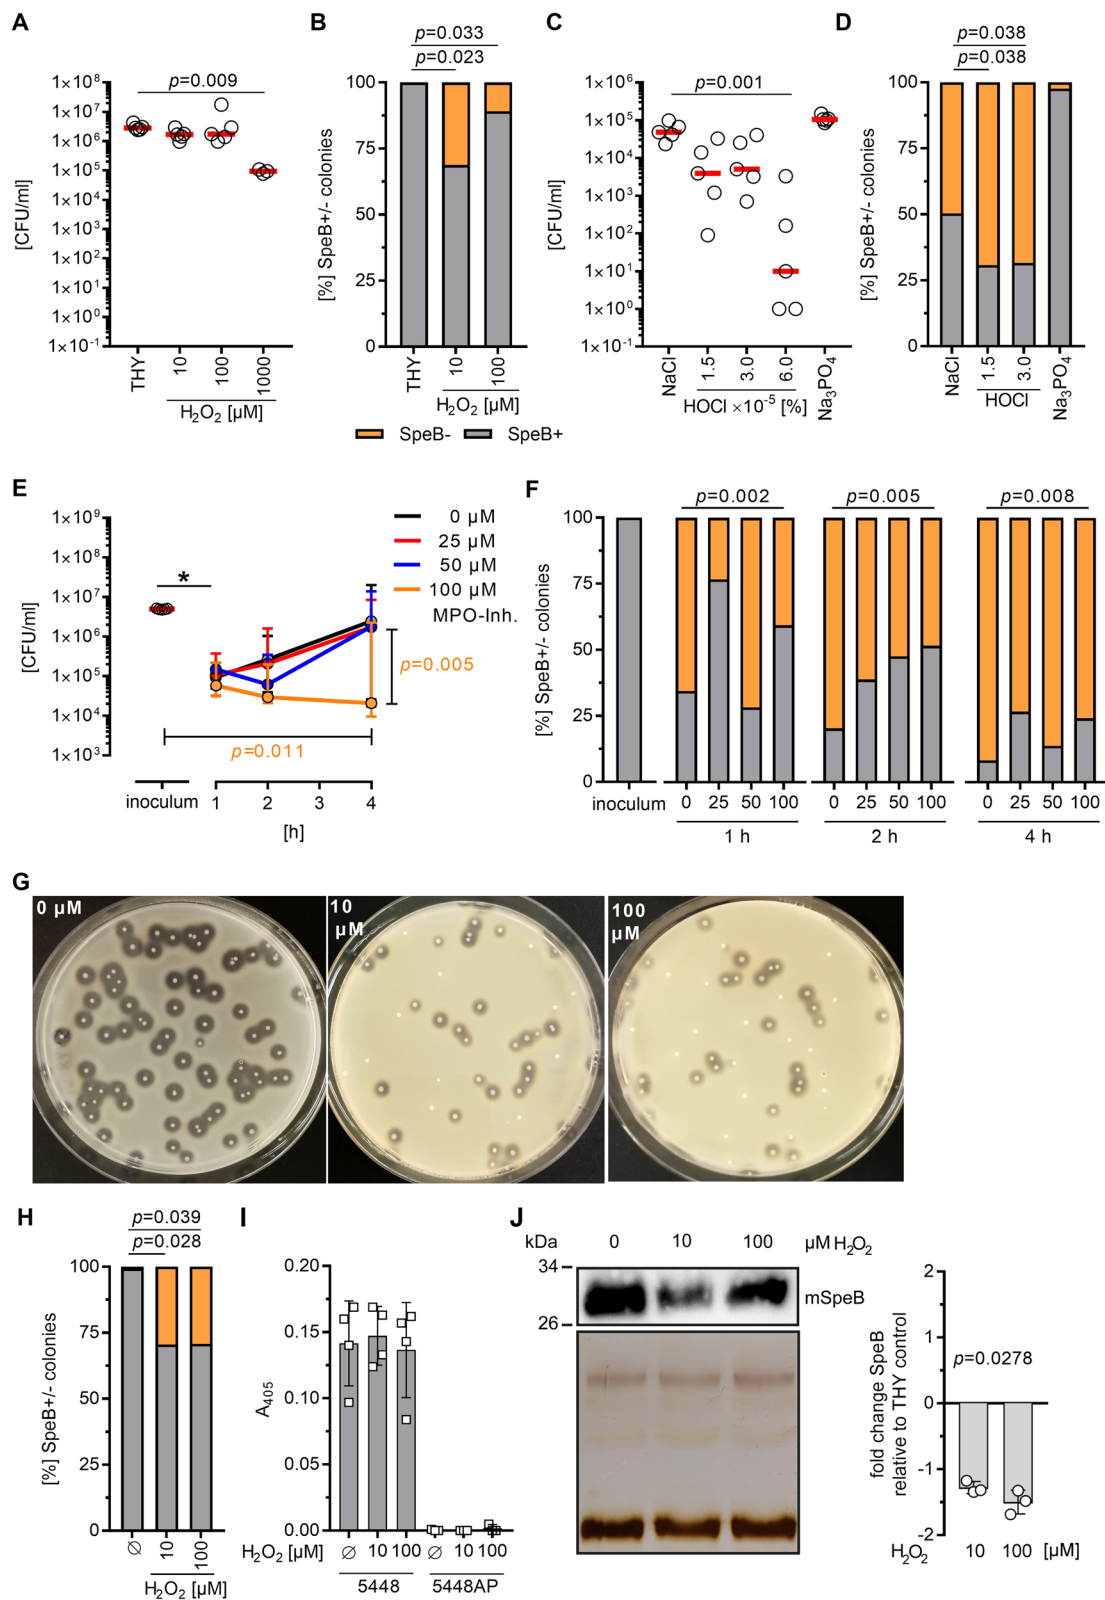 A
p=0.009
[CFU/ml]
1×10⁸
1×10⁷
1×10⁶
1×10⁵
1×10⁴
1×10³
1×10²
1×10¹
1×10⁰
1×10⁻¹
THY
10
100
1000
H₂O₂ [µM]
B
p=0.033
p=0.023
[%] SpeB+/- colonies
100
75
50
25
0
THY
10
100
H₂O₂ [µM]
C
p=0.001
[CFU/ml]
1×10⁶
1×10⁵
1×10⁴
1×10³
1×10²
1×10¹
1×10⁰
1×10⁻¹
NaCl
1.5
3.0
6.0
Na₃PO₄
HOCl ×10⁻⁵ [%]
D
p=0.038
p=0.038
[%] SpeB+/- colonies
100
75
50
25
0
NaCl
1.5
3.0
Na₃PO₄
HOCl
SpeB- SpeB+
E
[CFU/ml]
1×10⁹
1×10⁸
1×10⁷
1×10⁶
1×10⁵
1×10⁴
1×10³
*
0 µM
25 µM
50 µM
100 µM
MPO-Inh.
p=0.005
p=0.011
inoculum 1 2 3 4
[h]
F
p=0.002 p=0.005 p=0.008
[%] SpeB+/- colonies
100
75
50
25
0
inoculum 0 25 50 100 0 25 50 100 0 25 50 100
1 h 2 h 4 h
G
0 µM
10
µM
100
µM
H
p=0.039
p=0.028
[%] SpeB+/- colonies
100
75
50
25
0
∅
10
100
H₂O₂ [µM]
I
A₄₀₅
0.20
0.15
0.10
0.05
0.00
H₂O₂ [µM] ∅ 10 100 ∅ 10 100
5448 5448AP
J
kDa 0 10 100 µM H₂O₂
34
26
mSpeB
fold change SpeB
relative to THY control
2
1
0
-1
-2
p=0.0278
H₂O₂ 10 100 [µM]